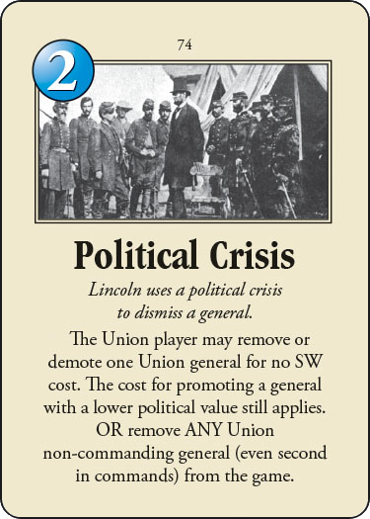 74
2
Political Crisis
Lincoln uses a political crisis
to dismiss a general.
The Union player may remove or
demote one Union general for no SW
cost. The cost for promoting a general
with a lower political value still applies.
OR remove ANY Union
non-commanding general (even second
in commands) from the game.